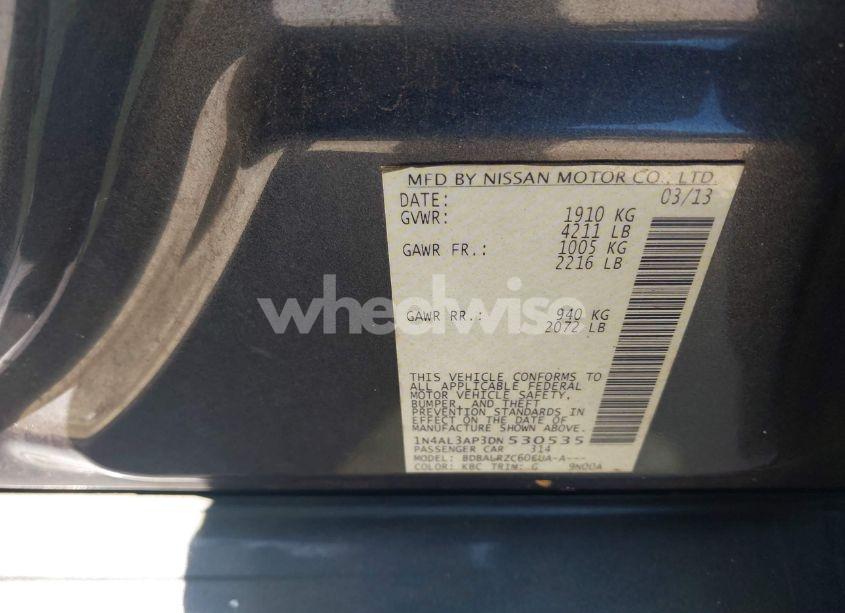 MFD BY NISSAN MOTOR CO., LTD.
DATE: 03/13
GVWR: 1910 KG
4211 LB
GAWR FR.: 1005 KG
2216 LB
wheelwise
GAWR RR.: 940 KG
2072 LB
THIS VEHICLE CONFORMS TO
ALL APPLICABLE FEDERAL
MOTOR VEHICLE SAFETY,
BUMPER, AND THEFT
PREVENTION STANDARDS IN
EFFECT ON THE DATE OF
MANUFACTURE SHOWN ABOVE.
1N4AL3AP3DN 530535
PASSENGER CAR 314
MODEL:
COLOR: KBC TRIM: G